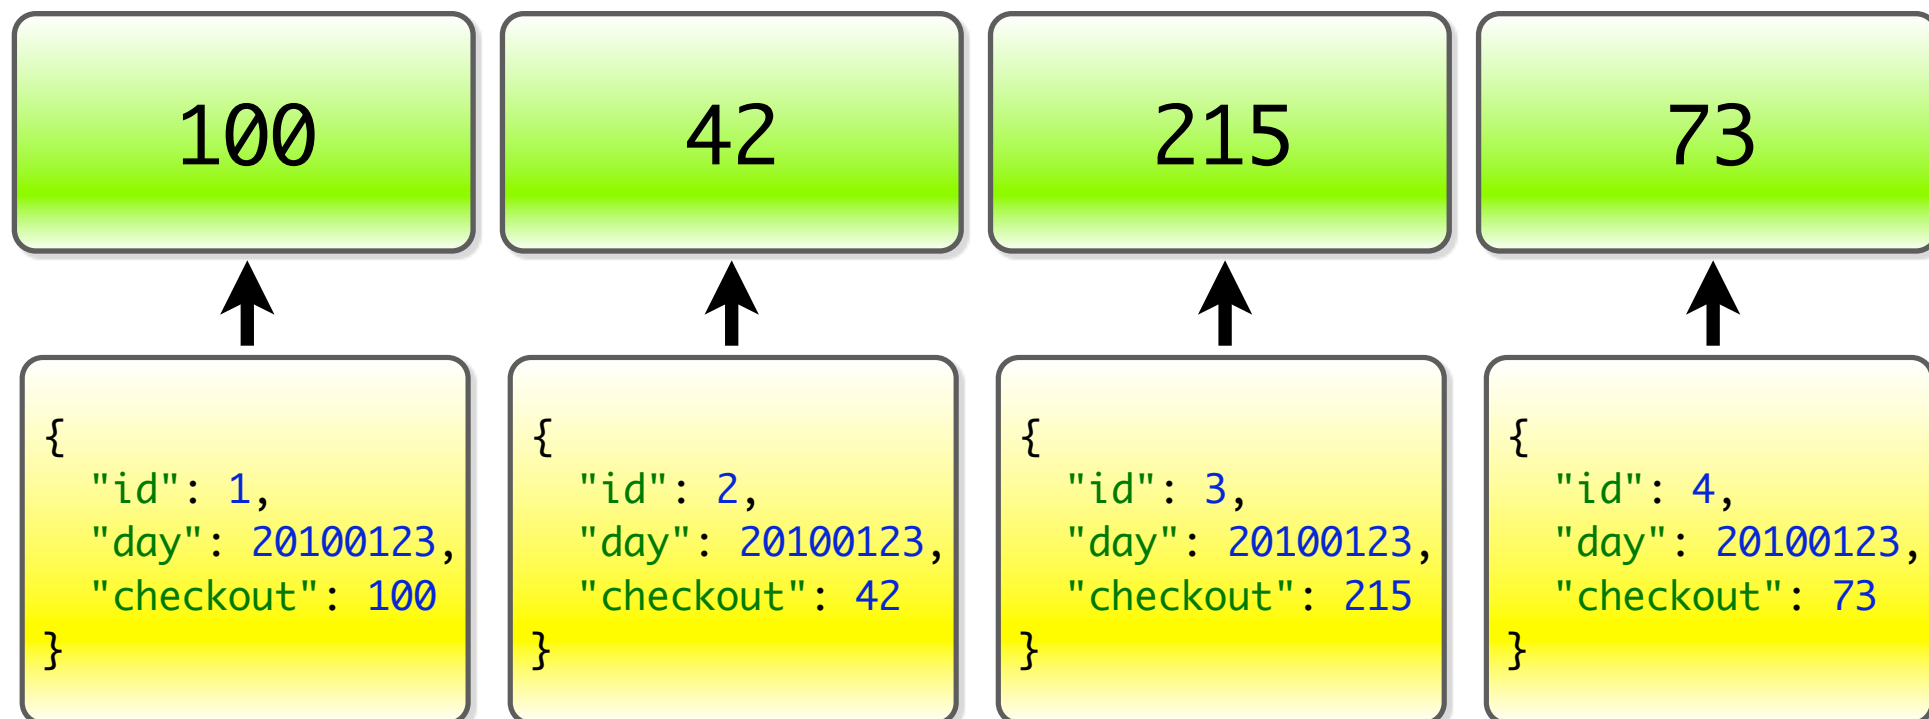 100
42
215
73
{
"id": 1,
"day": 20100123,
"checkout": 100
}
{
"id": 2,
"day": 20100123,
"checkout": 42
}
{
"id": 3,
"day": 20100123,
"checkout": 215
}
{
"id": 4,
"day": 20100123,
"checkout": 73
}